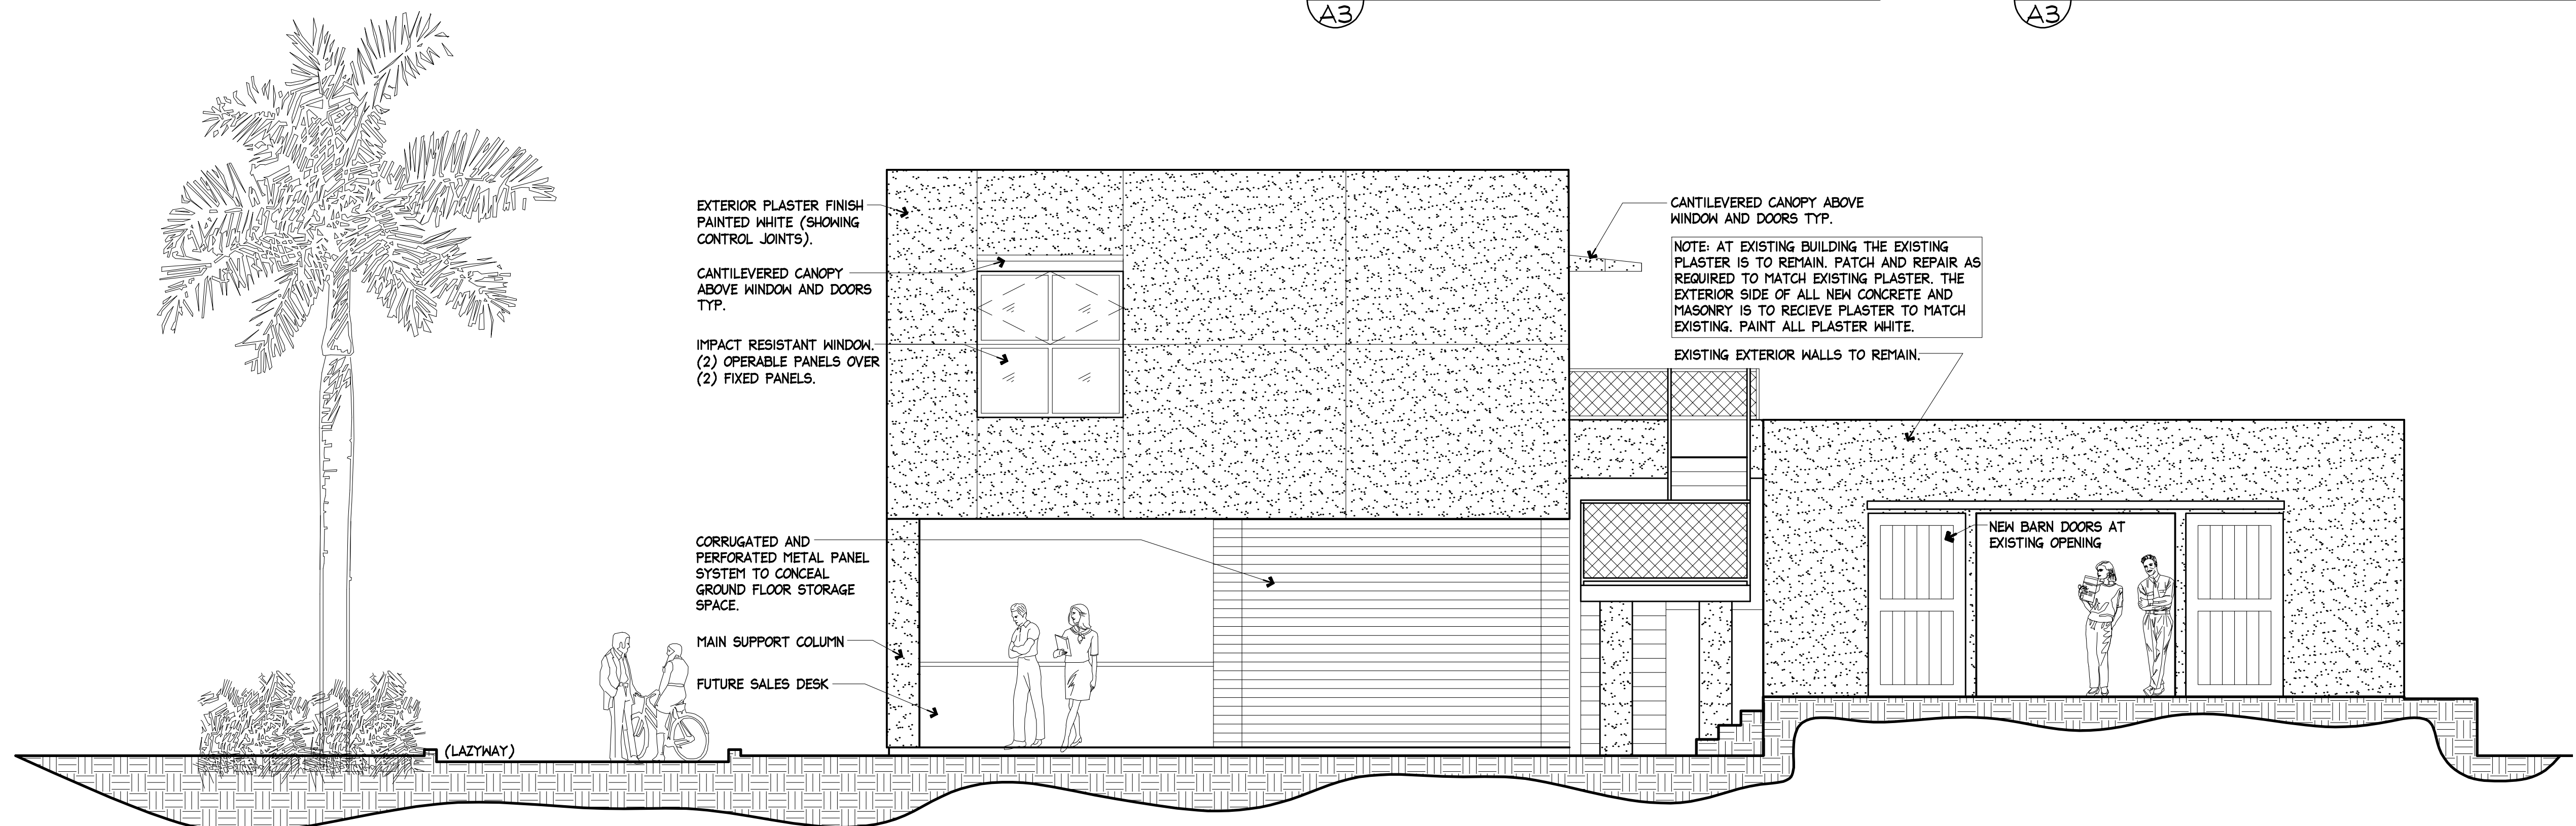 A3
A3
EXTERIOR PLASTER FINISH
PAINTED WHITE (SHOWING
CONTROL JOINTS).
CANTILEVERED CANOPY
ABOVE WINDOW AND DOORS
TYP.
IMPACT RESISTANT WINDOW.
(2) OPERABLE PANELS OVER
(2) FIXED PANELS.
CORRUGATED AND
PERFORATED METAL PANEL
SYSTEM TO CONCEAL
GROUND FLOOR STORAGE
SPACE.
MAIN SUPPORT COLUMN
FUTURE SALES DESK
(LAZYWAY)
CANTILEVERED CANOPY ABOVE
WINDOW AND DOORS TYP.
NOTE: AT EXISTING BUILDING THE EXISTING
PLASTER IS TO REMAIN. PATCH AND REPAIR AS
REQUIRED TO MATCH EXISTING PLASTER. THE
EXTERIOR SIDE OF ALL NEW CONCRETE AND
MASONRY IS TO RECIEVE PLASTER TO MATCH
EXISTING. PAINT ALL PLASTER WHITE.
EXISTING EXTERIOR WALLS TO REMAIN.
NEW BARN DOORS AT
EXISTING OPENING